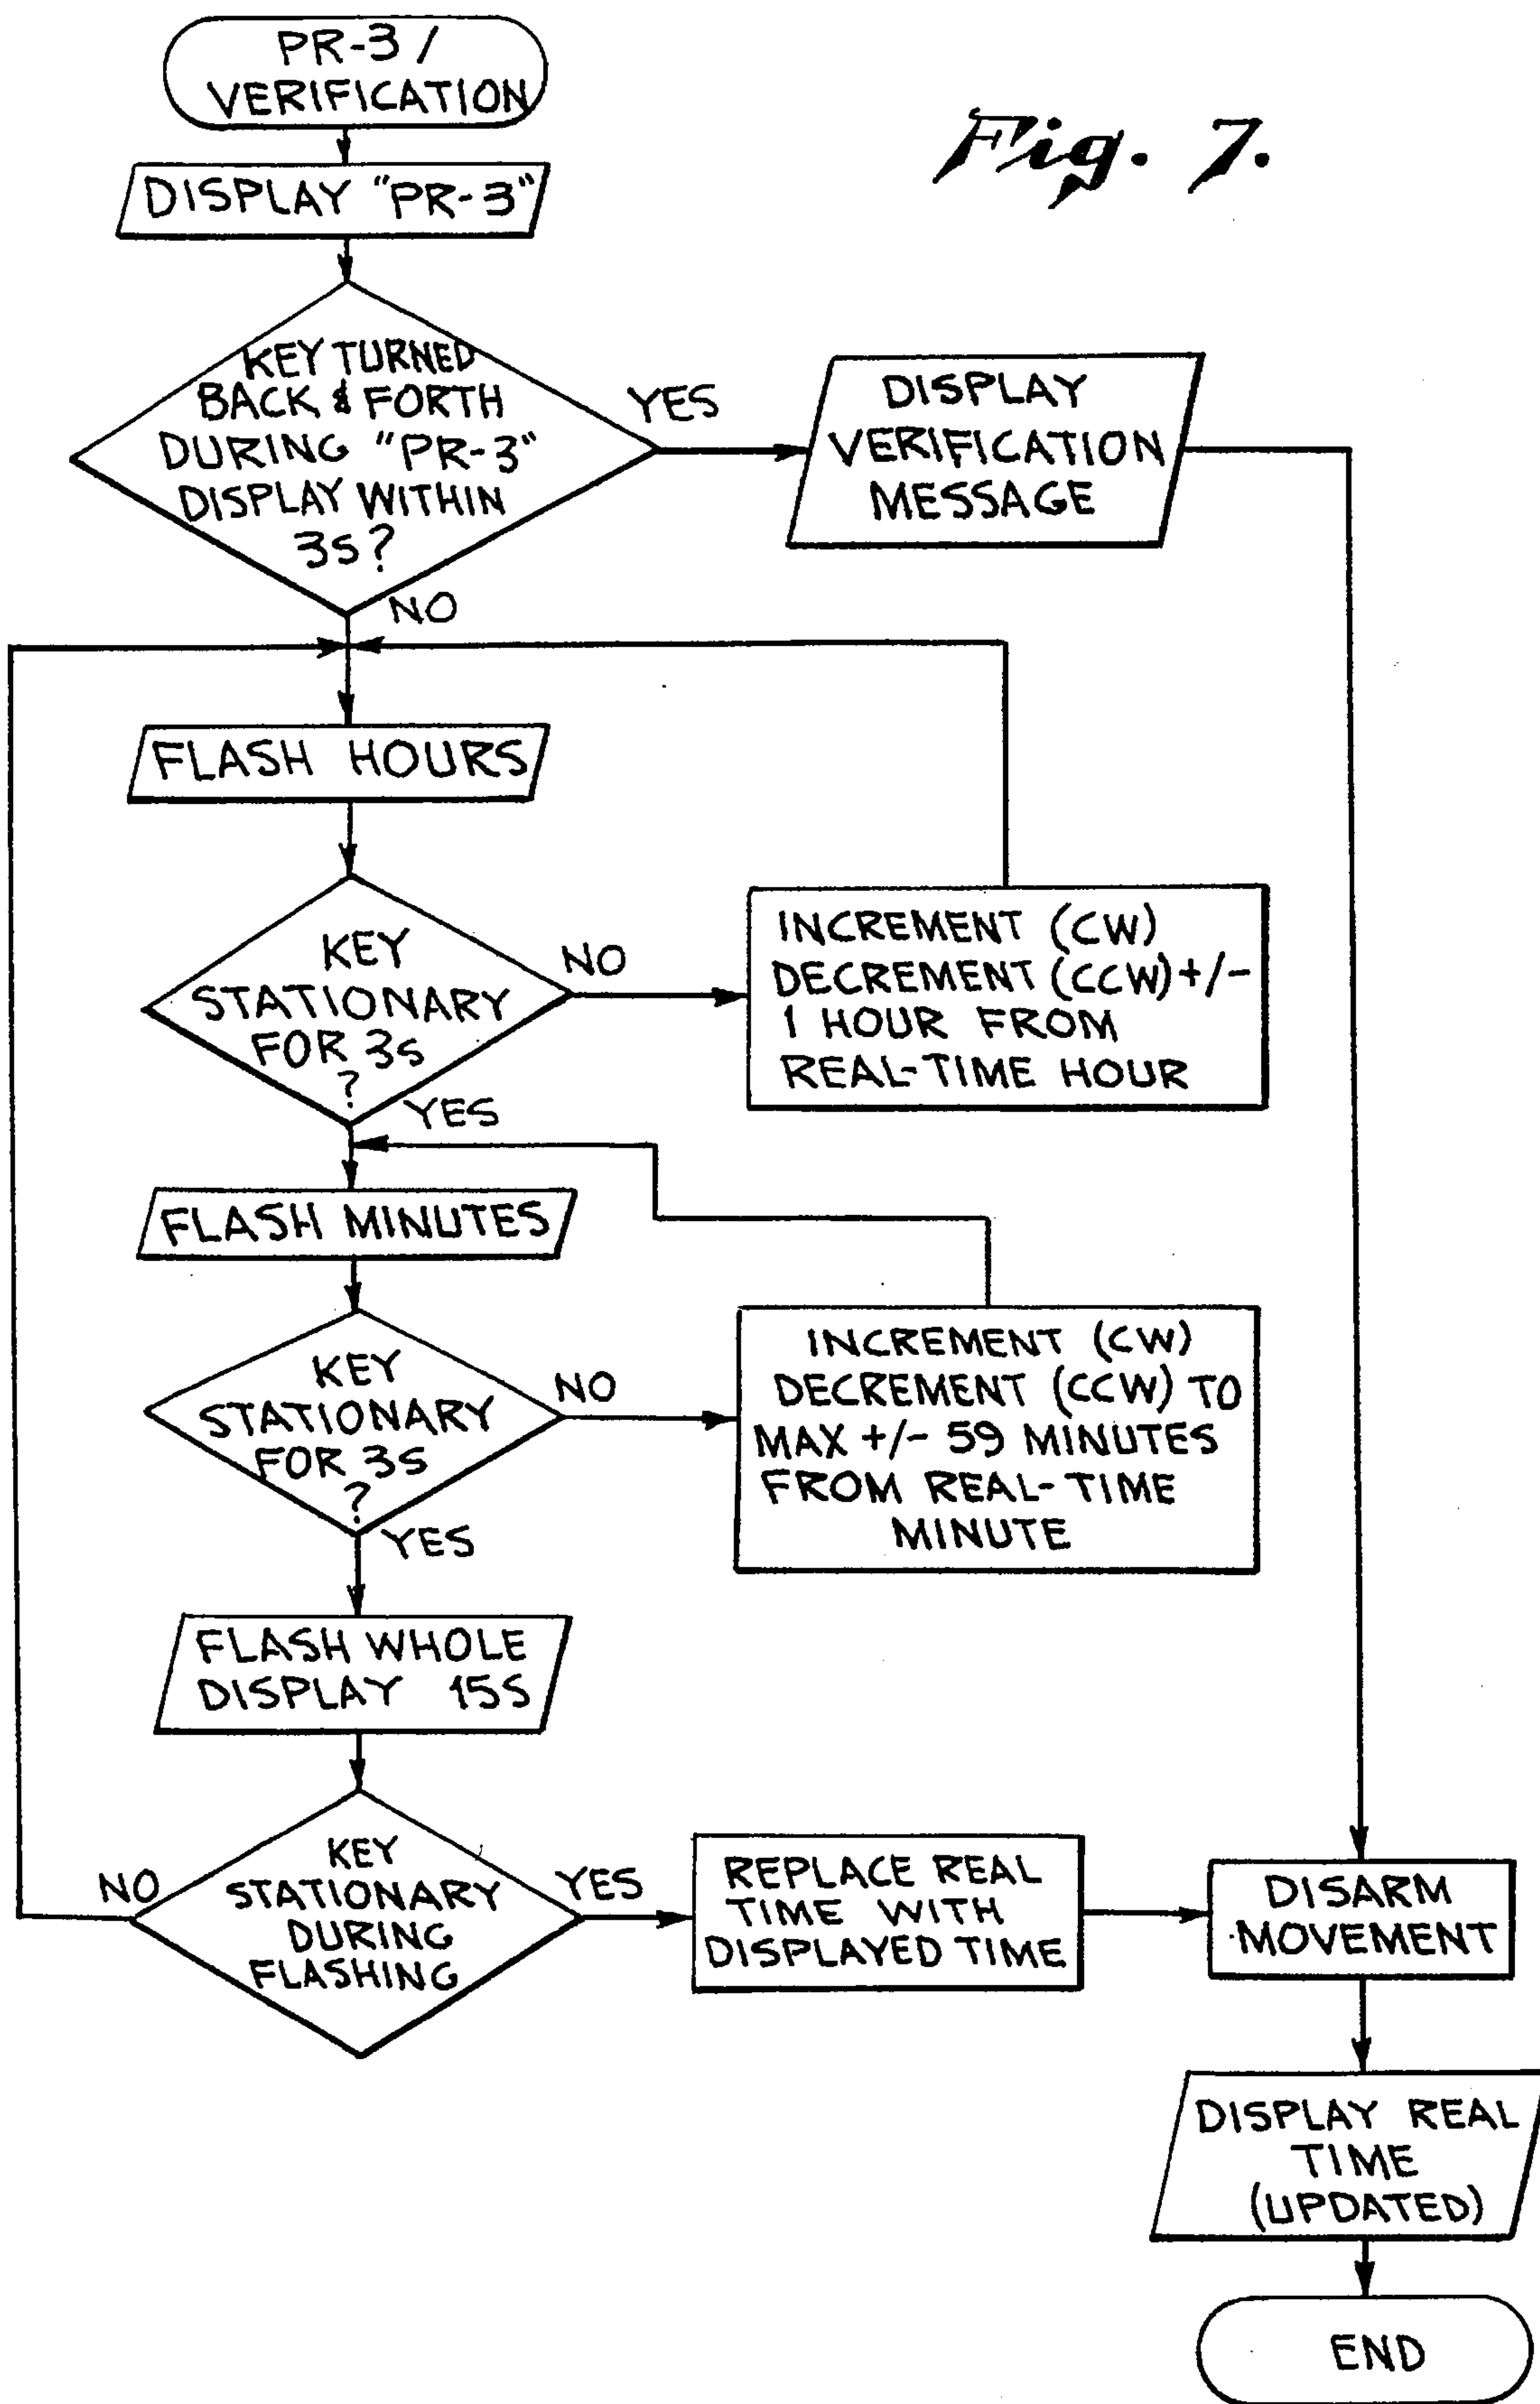 PR-3 /
VERIFICATION
Fig. 7.
DISPLAY "PR-3"
KEY TURNED
BACK & FORTH
DURING "PR-3"
DISPLAY WITHIN
3s?
YES
DISPLAY
VERIFICATION
MESSAGE
NO
FLASH HOURS
KEY
STATIONARY
FOR 3s
?
NO
INCREMENT (CW)
DECREMENT (CCW) +/-
1 HOUR FROM
REAL-TIME HOUR
YES
FLASH MINUTES
KEY
STATIONARY
FOR 3s
?
NO
INCREMENT (CW)
DECREMENT (CCW) TO
MAX +/- 59 MINUTES
FROM REAL-TIME
MINUTE
YES
FLASH WHOLE
DISPLAY 15S
KEY
STATIONARY
DURING
FLASHING
NO
YES
REPLACE REAL
TIME WITH
DISPLAYED TIME
DISARM
MOVEMENT
DISPLAY REAL
TIME
(UPDATED)
END